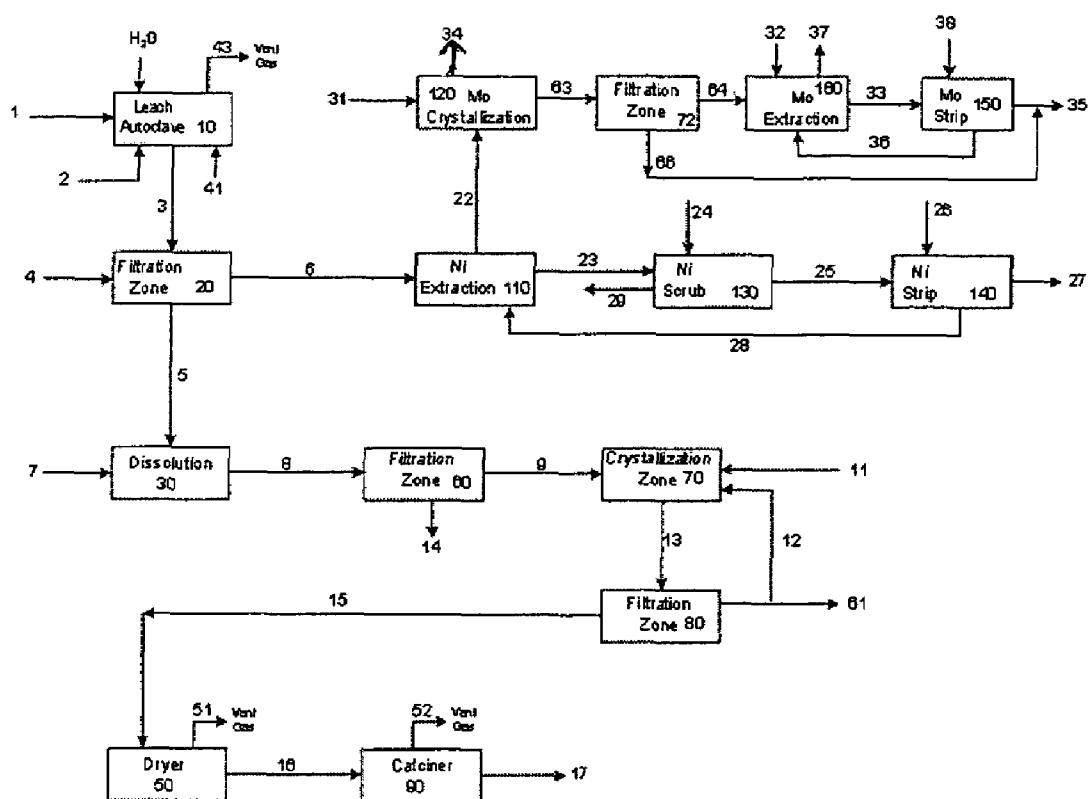 H₂O
43
Vent
Gas
1
Leach
Autoclave 10
2
41
3
34
31
120 Mo
Crystallization
63
Filtration
Zone 72
64
66
32
37
160
Mo
Extraction
33
36
38
Mo
Strip 150
35
22
4
Filtration
Zone 20
6
Ni
Extraction 110
23
29
24
Ni
Scrub 130
25
26
Ni
Strip 140
27
28
5
7
Dissolution
30
8
Filtration
Zone 60
14
9
Crystallization
Zone 70
11
12
13
Filtration
Zone 80
61
15
51
Vent
Gas
Dryer
50
16
52
Vent
Gas
Calciner
90
17